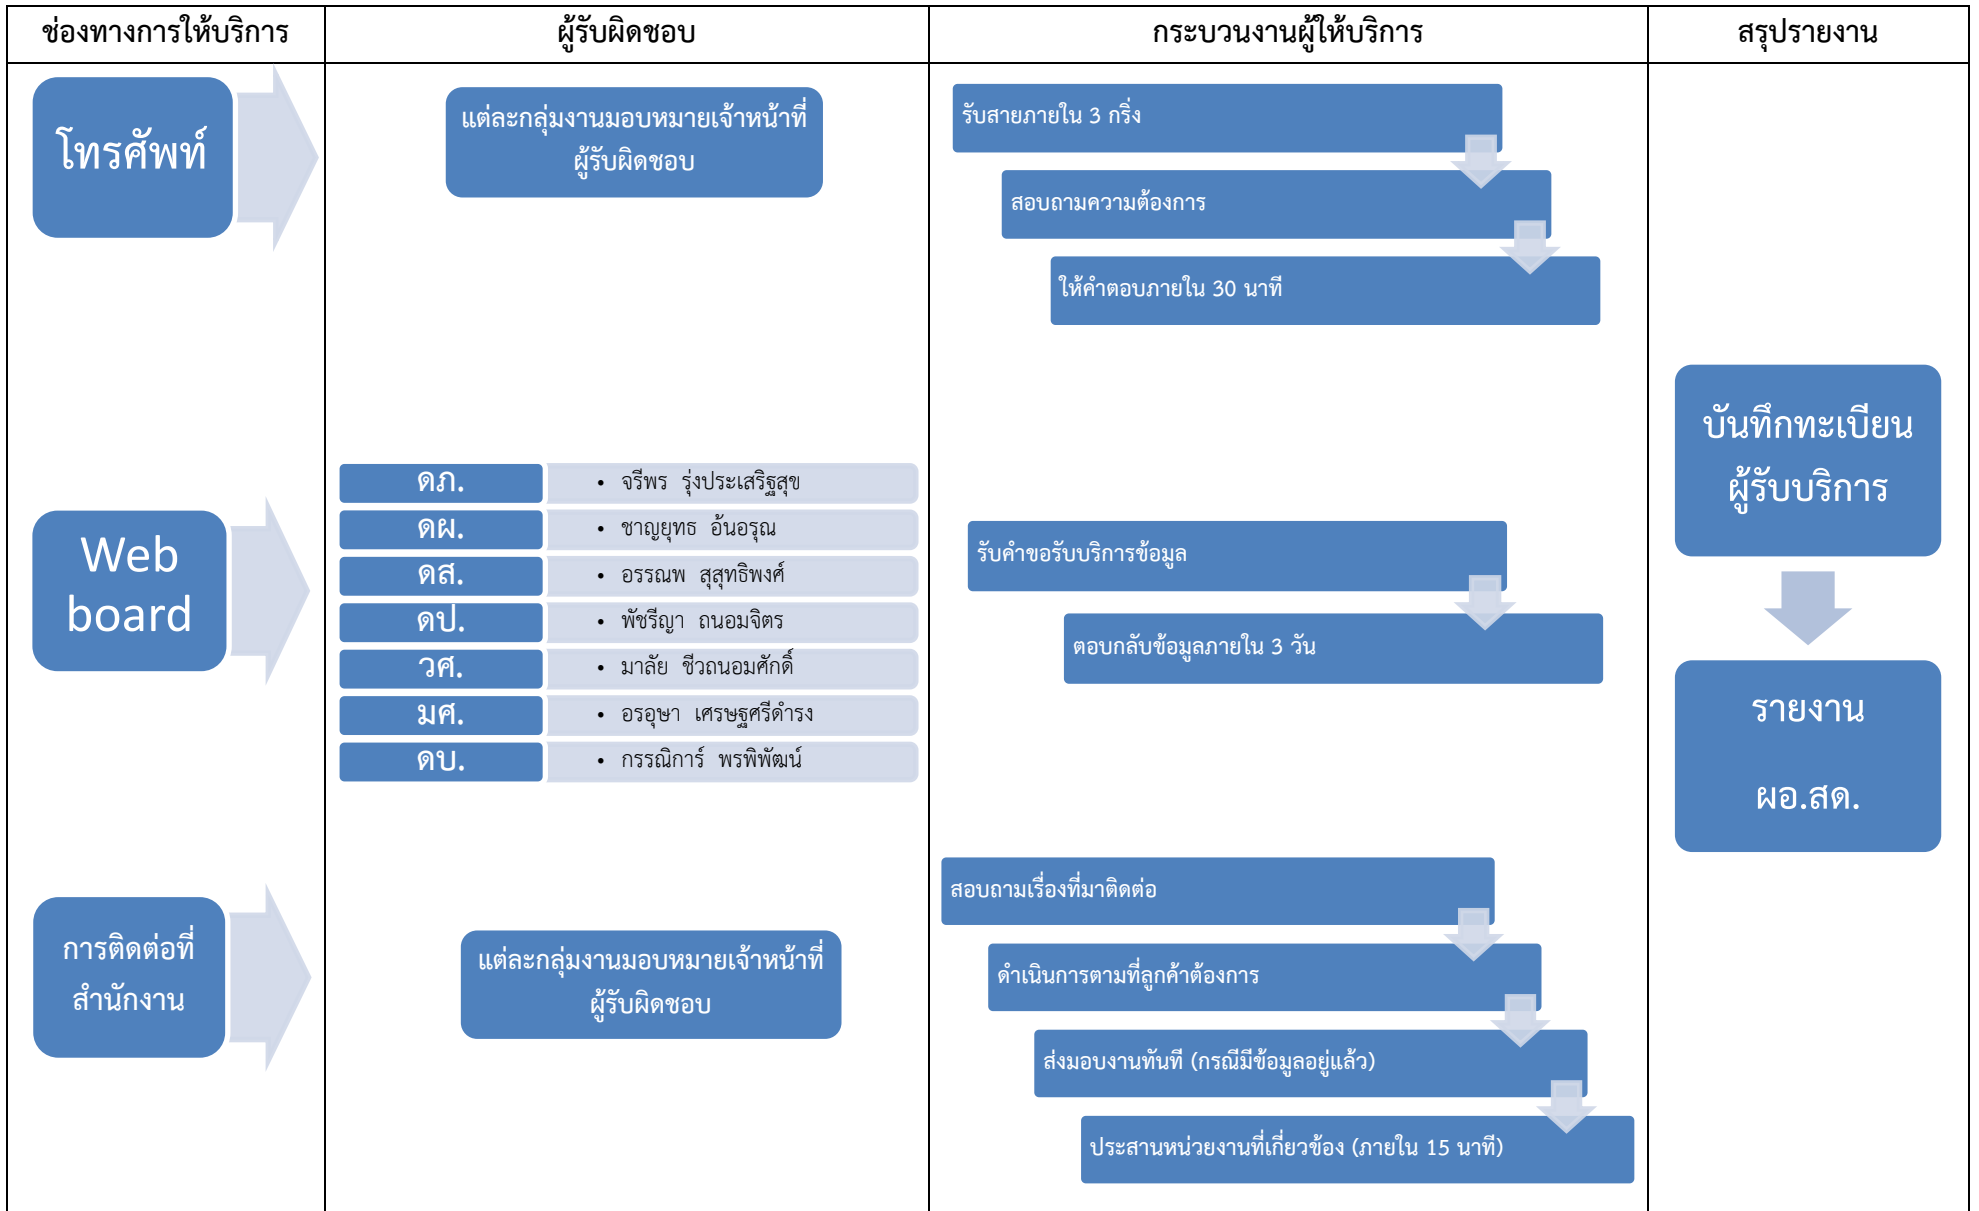 ช่องทางการให้บริการ
ผู้รับผิดชอบ
กระบวนงานผู้ให้บริการ
สรุปรายงาน
โทรศัพท์
แต่ละกลุ่มงานมอบหมายเจ้าหน้าที่
ผู้รับผิดชอบ
รับสายภายใน 3 กริ่ง
สอบถามความต้องการ
ให้คำตอบภายใน 30 นาที
Web
board
ดภ.
• จรีพร รุ่งประเสริฐสุข
ดผ.
• ชาญยุทธ อ้นอรุณ
ดส.
• อรรณพ สุสุทธิพงศ์
ดป.
• พัชรีญา ถนอมจิตร
วศ.
• มาลัย ชีวถนอมศักดิ์
มศ.
• อรอุษา เศรษฐศรีดำรง
ดบ.
• กรรณิการ์ พรพิพัฒน์
รับคำขอรับบริการข้อมูล
ตอบกลับข้อมูลภายใน 3 วัน
การติดต่อที่
สำนักงาน
แต่ละกลุ่มงานมอบหมายเจ้าหน้าที่
ผู้รับผิดชอบ
สอบถามเรื่องที่มาติดต่อ
ดำเนินการตามที่ลูกค้าต้องการ
ส่งมอบงานทันที (กรณีมีข้อมูลอยู่แล้ว)
ประสานหน่วยงานที่เกี่ยวข้อง (ภายใน 15 นาที)
บันทึกทะเบียน
ผู้รับบริการ
รายงาน
ผอ.สด.